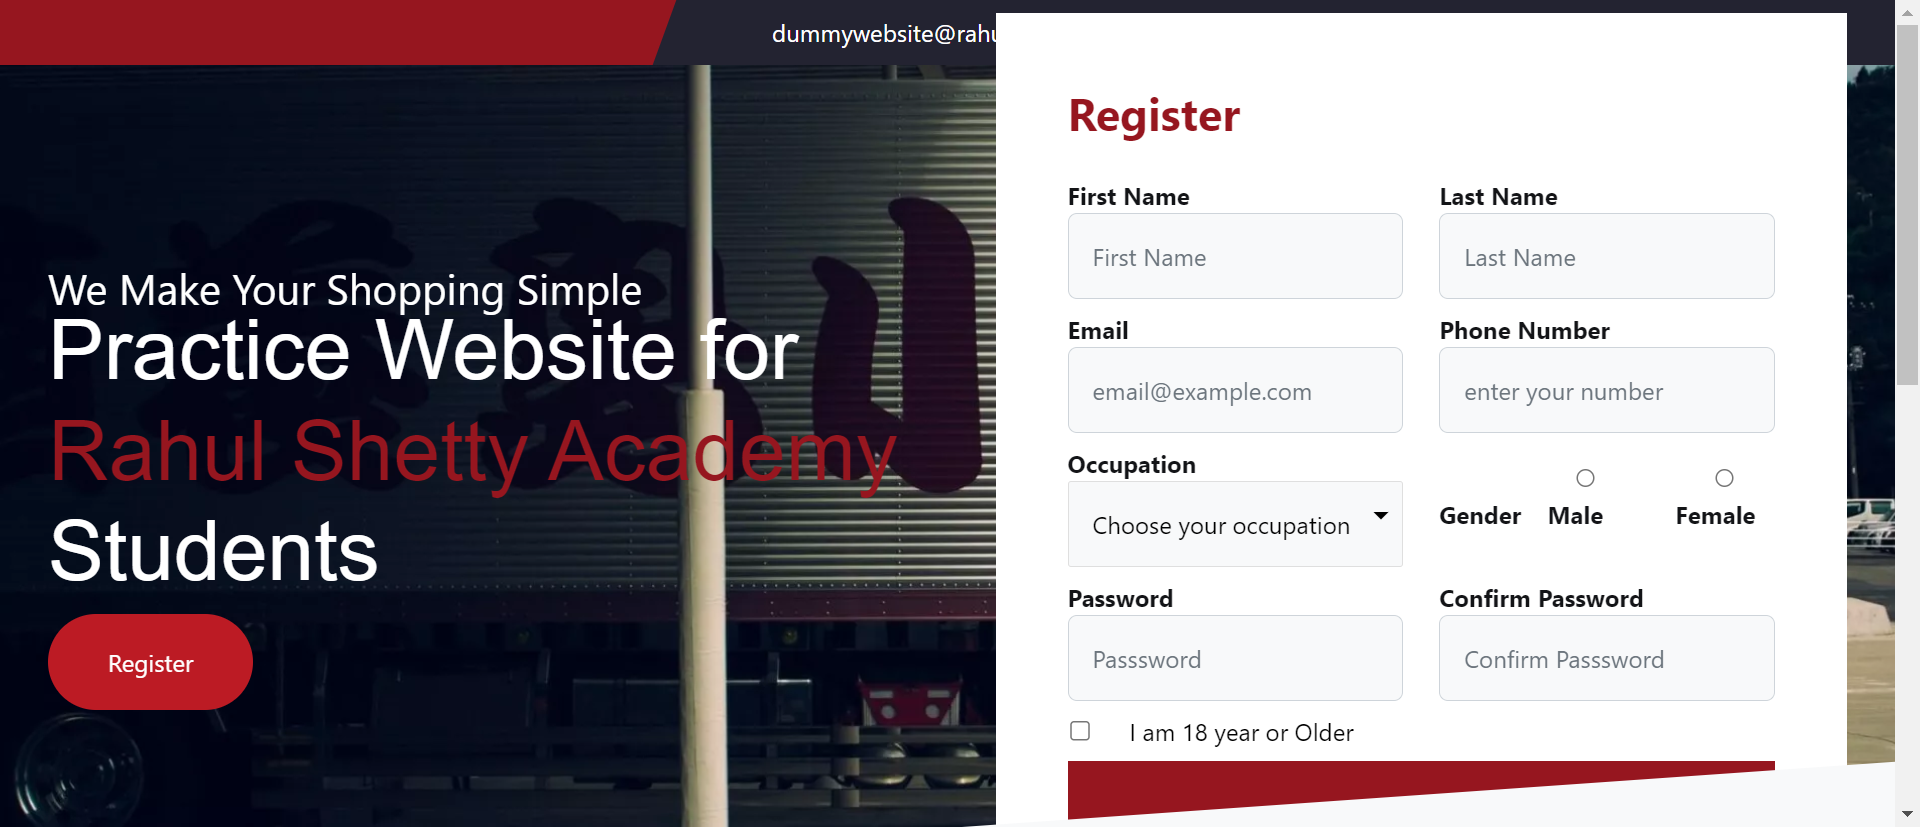 dummywebsite@rahu
We Make Your Shopping Simple
Practice Website for
Rahul Shetty Academy
Students
Register
Register
First Name
Last Name
First Name
Last Name
Email
Phone Number
email@example.com
enter your number
Occupation
Choose your occupation
Gender
Male
Female
Password
Confirm Password
Passsword
Confirm Passsword
I am 18 year or Older